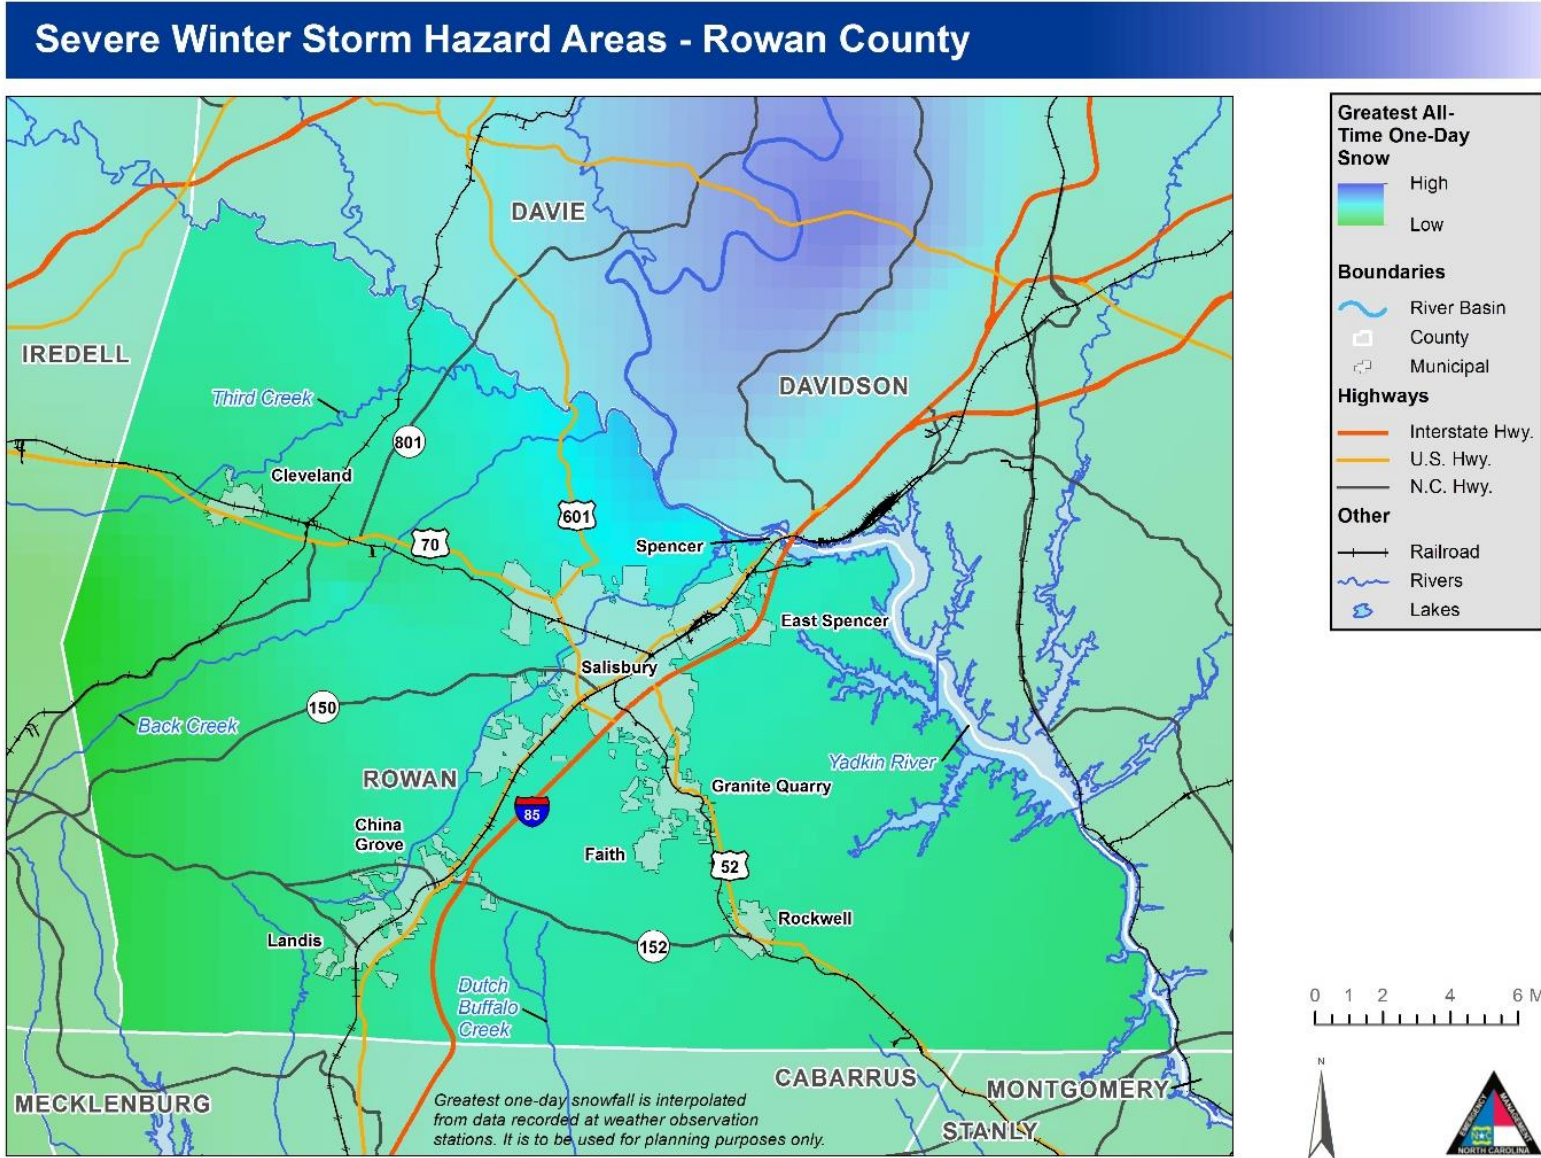 Severe Winter Storm Hazard Areas - Rowan County
DAVIE
IREDELL
DAVIDSON
Third Creek
801
Cleveland
601
70
Spencer
East Spencer
Salisbury
150
Back Creek
Yadkin River
ROWAN
Granite Quarry
85
China
Grove
Faith
52
Rockwell
Landis
152
Dutch
Buffalo
Creek
CABARRUS
MONTGOMERY
MECKLENBURG
STANLY
Greatest one-day snowfall is interpolated
from data recorded at weather observation
stations. It is to be used for planning purposes only.
Greatest All-
Time One-Day
Snow
High
Low
Boundaries
River Basin
County
Municipal
Highways
Interstate Hwy.
U.S. Hwy.
N.C. Hwy.
Other
Railroad
Rivers
Lakes
0 1 2 4 6 M
N
EMERGENCY
MANAGEMENT
NORTH CAROLINA